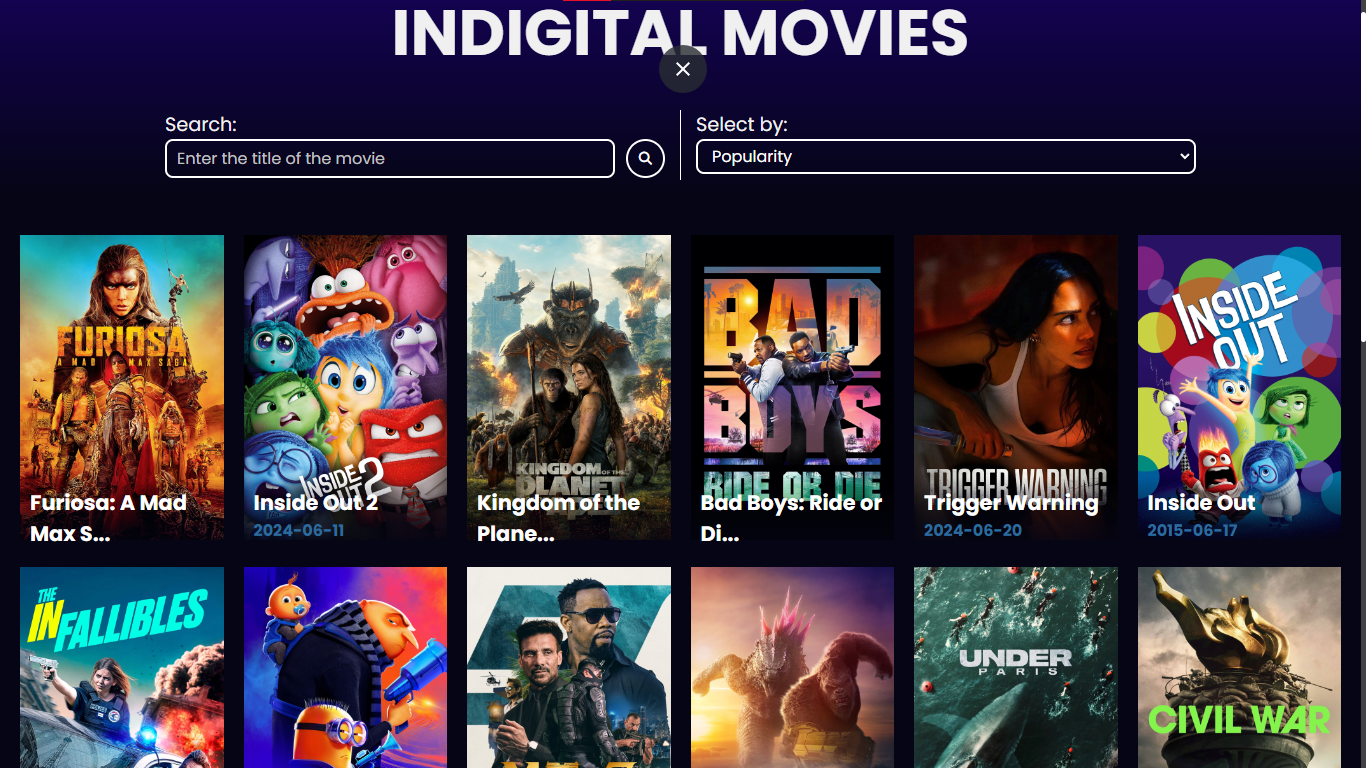 INDIGITAL MOVIES
Search:
Select by:
Enter the title of the movie
Popularity
FURIOSA
A MAD MAX SAGA
INSIDE
OUT 2
KINGDOM OF THE
PLANET
BAD
BOYS
RIDE OR DIE
TRIGGER WARNING
INSIDE
OUT
Furiosa: A Mad
Max S...
Inside Out 2
2024-06-11
Kingdom of the
Plane...
Bad Boys: Ride or
Di...
Trigger Warning
2024-06-20
Inside Out
2015-06-17
THE
INFALLIBLES
UNDER
PARIS
CIVIL WAR